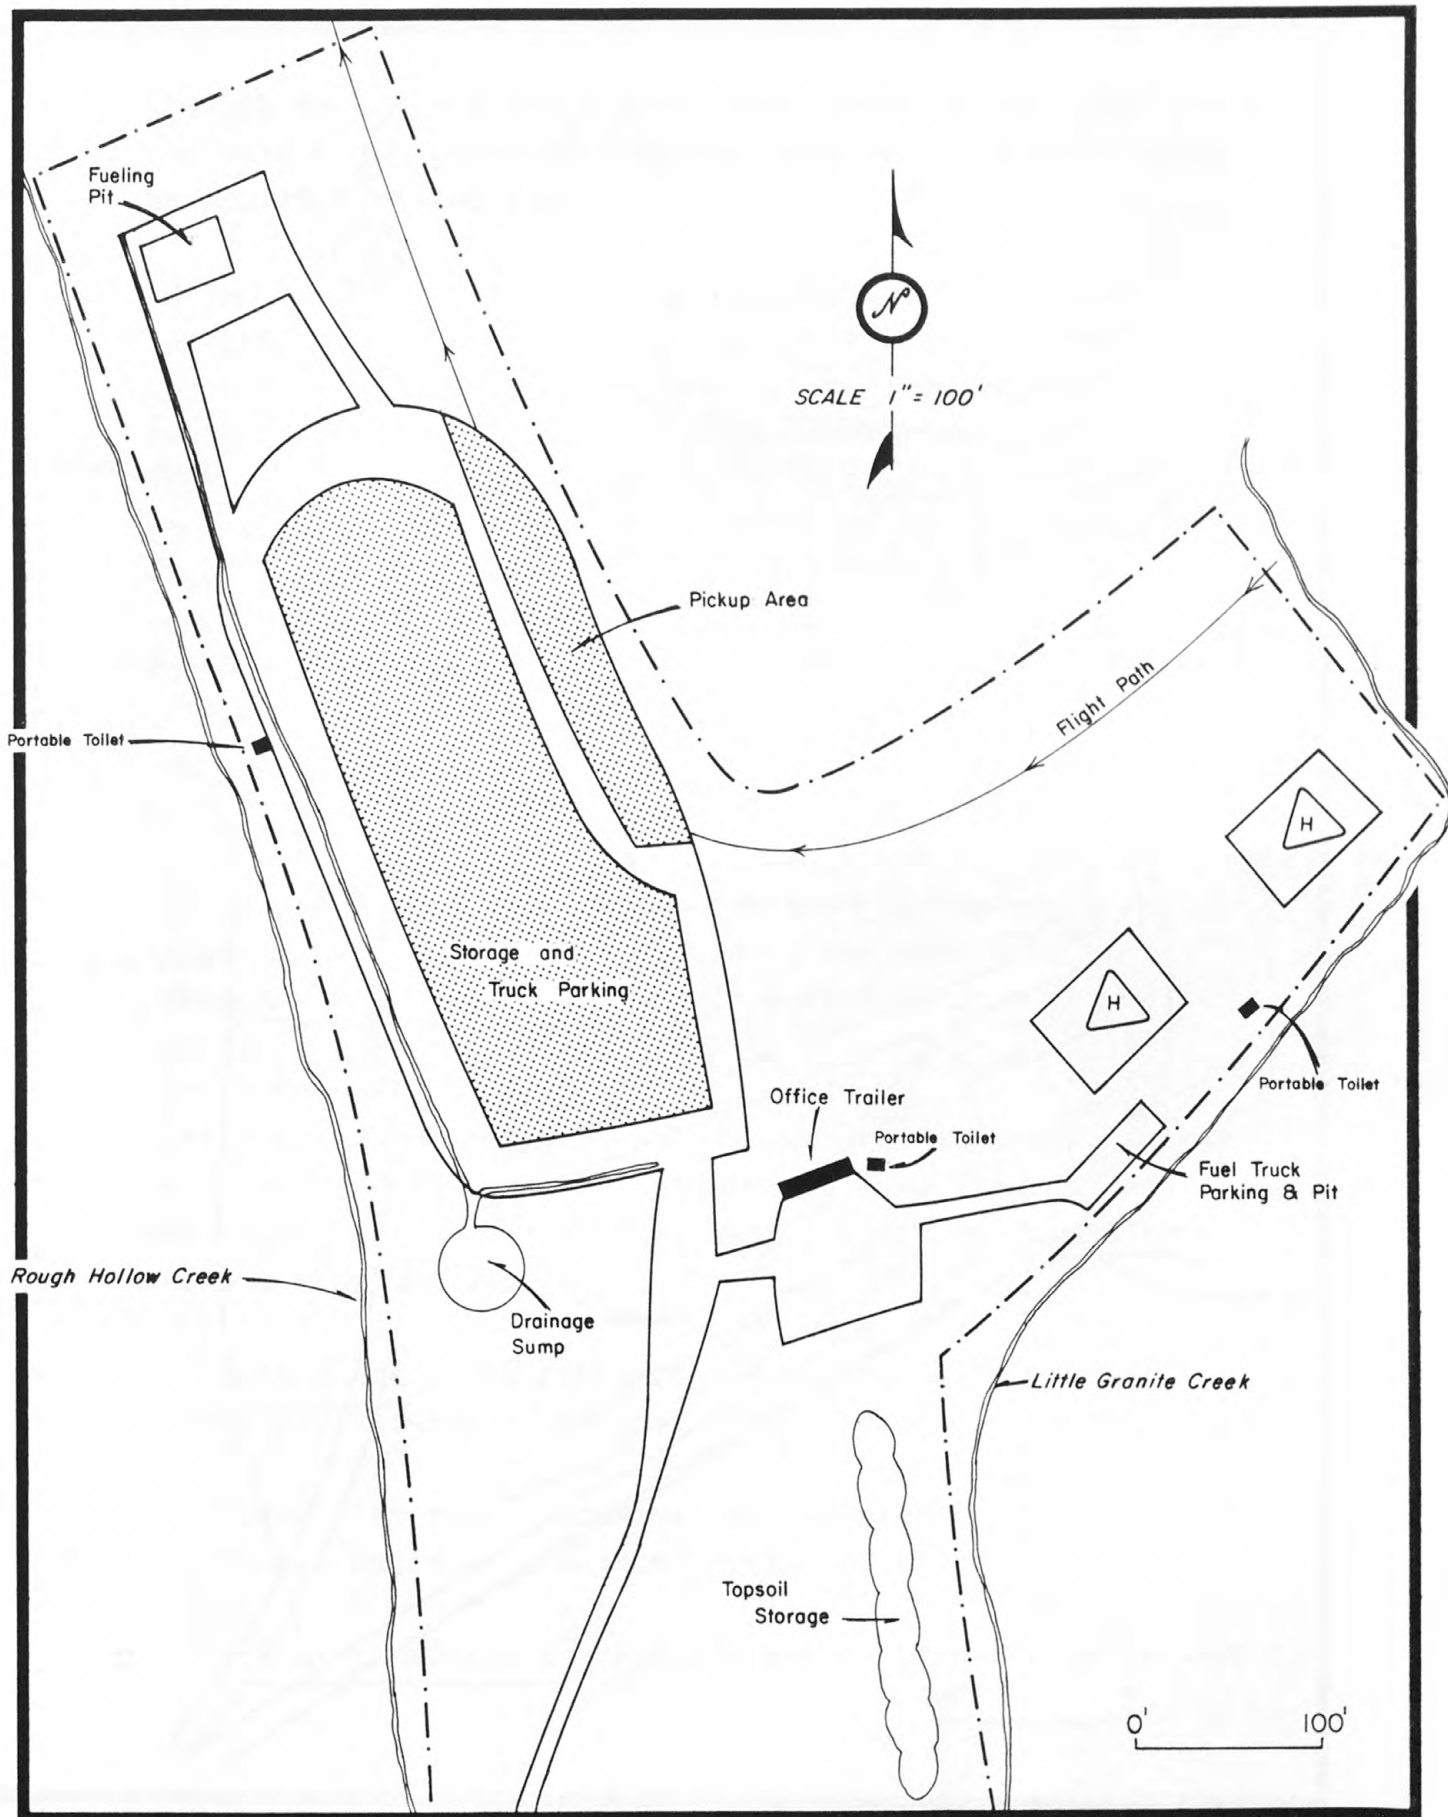 Fueling
Pit
N
SCALE 1" = 100'
Pickup Area
Flight Path
Portable Toilet
H
Storage and
Truck Parking
H
Portable Toilet
Office Trailer
Portable Toilet
Fuel Truck
Parking & Pit
Rough Hollow Creek
Drainage
Sump
Little Granite Creek
Topsoil
Storage
0' 100'